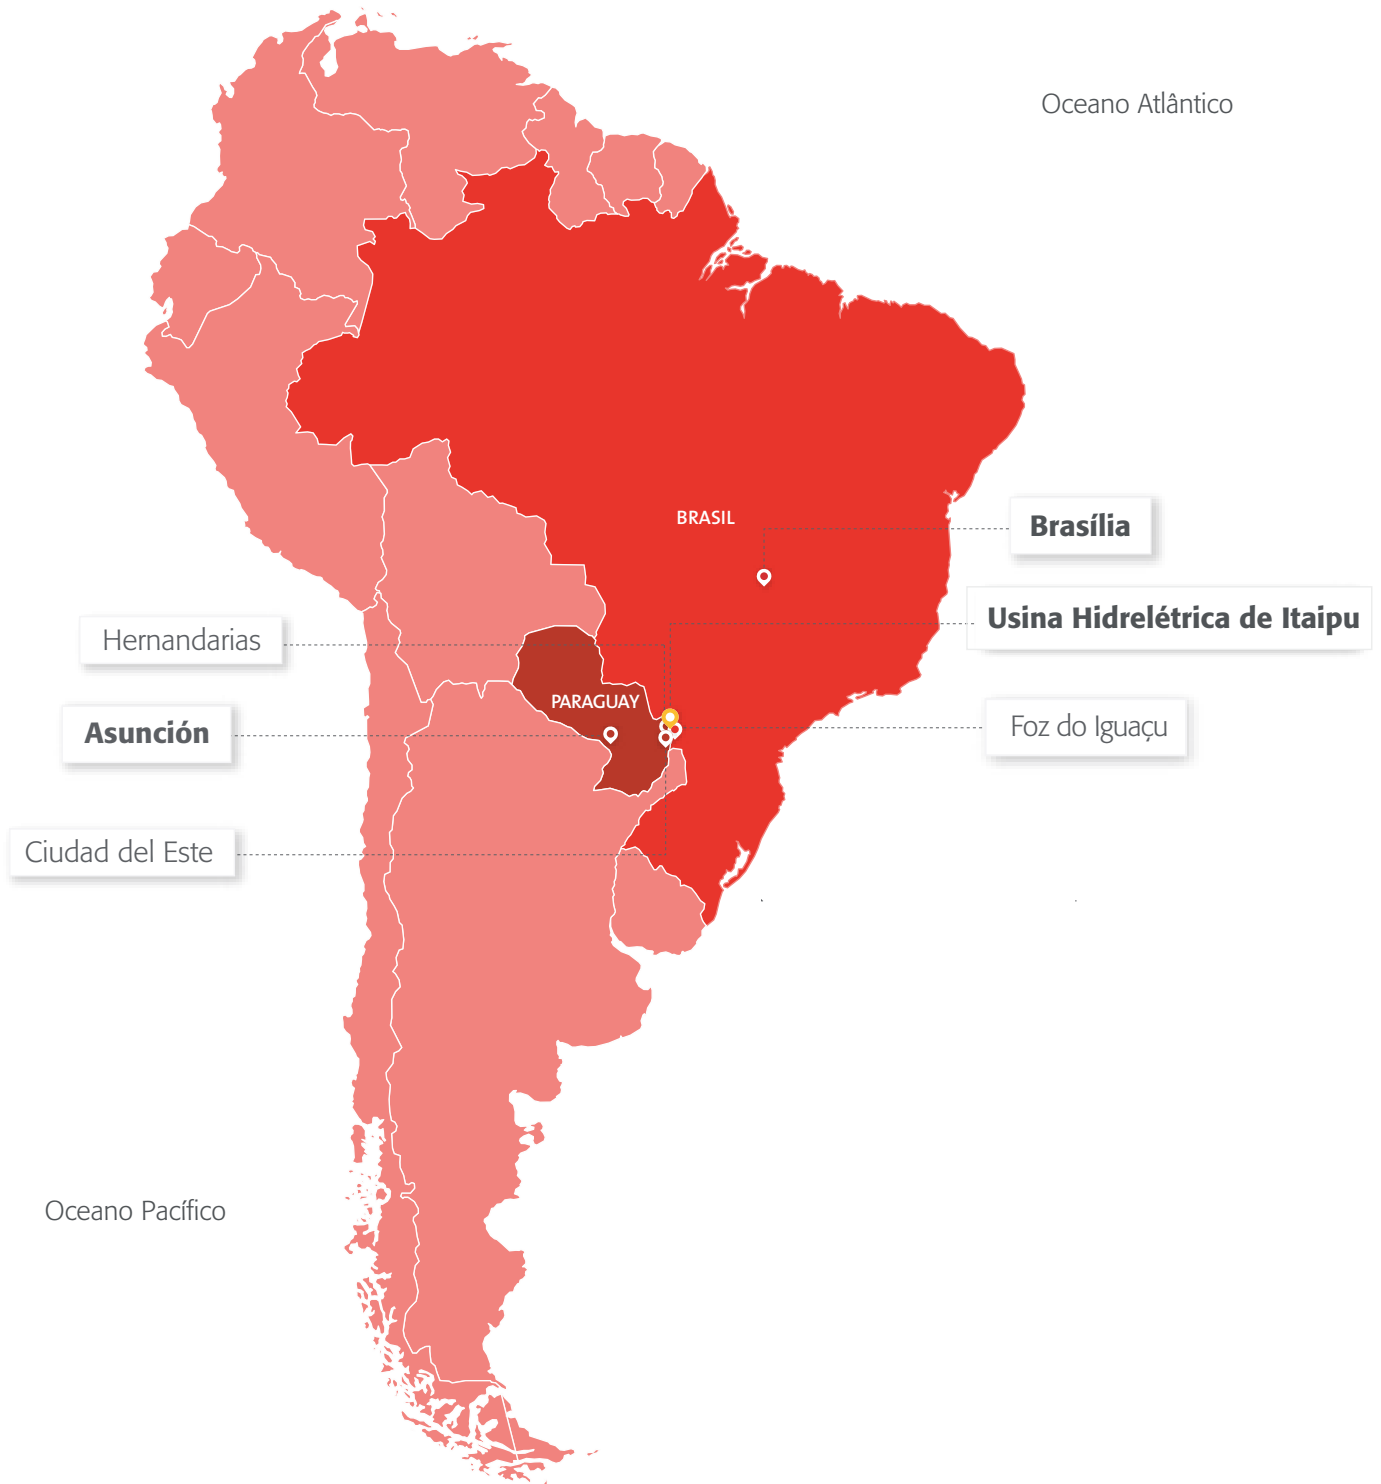 Oceano Atlântico
BRASIL
Brasília
Usina Hidrelétrica de Itaipu
Hernandarias
PARAGUAY
Asunción
Foz do Iguaçu
Ciudad del Este
Oceano Pacífico